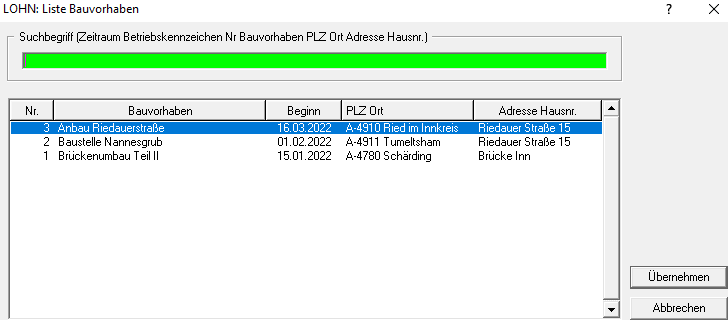 LOHN: Liste Bauvorhaben
Suchbegriff (Zeitraum Betriebskennzeichen Nr Bauvorhaben PLZ Ort Adresse Hausnr.)
Nr. Bauvorhaben Beginn PLZ Ort Adresse Hausnr.
3 Anbau Riedauerstraße 16.03.2022 A-4910 Ried im Innkreis Riedauer Straße 15
2 Baustelle Nannesgrub 01.02.2022 A-4911 Tumeltsham Riedauer Straße 15
1 Brückenumbau Teil II 15.01.2022 A-4780 Schärding Brücke Inn
Übernehmen
Abbrechen